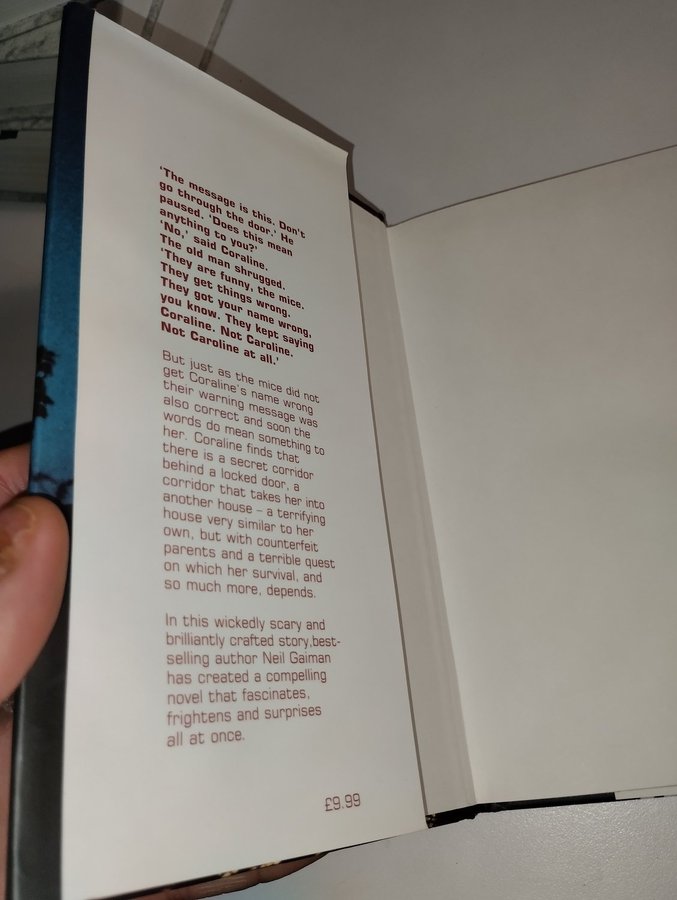 'The message is this. Don't
go through the door.' He
paused. 'Does this mean
anything to you?'
'No,' said Coraline.
The old man shrugged.
'They are funny, the mice.
They get things wrong.
They got your name wrong,
you know. They kept saying
Coraline. Not Caroline.
Not Caroline at all.'
But just as the mice did not
get Coraline's name wrong
their warning message was
also correct and soon the
words do mean something to
her. Coraline finds that
there is a secret corridor
behind a locked door, a
corridor that takes her into
another house – a terrifying
house very similar to her
own, but with counterfeit
parents and a terrible quest
on which her survival, and
so much more, depends.
In this wickedly scary and
brilliantly crafted story,best-
selling author Neil Gaiman
has created a compelling
novel that fascinates,
frightens and surprises
all at once.
£9.99